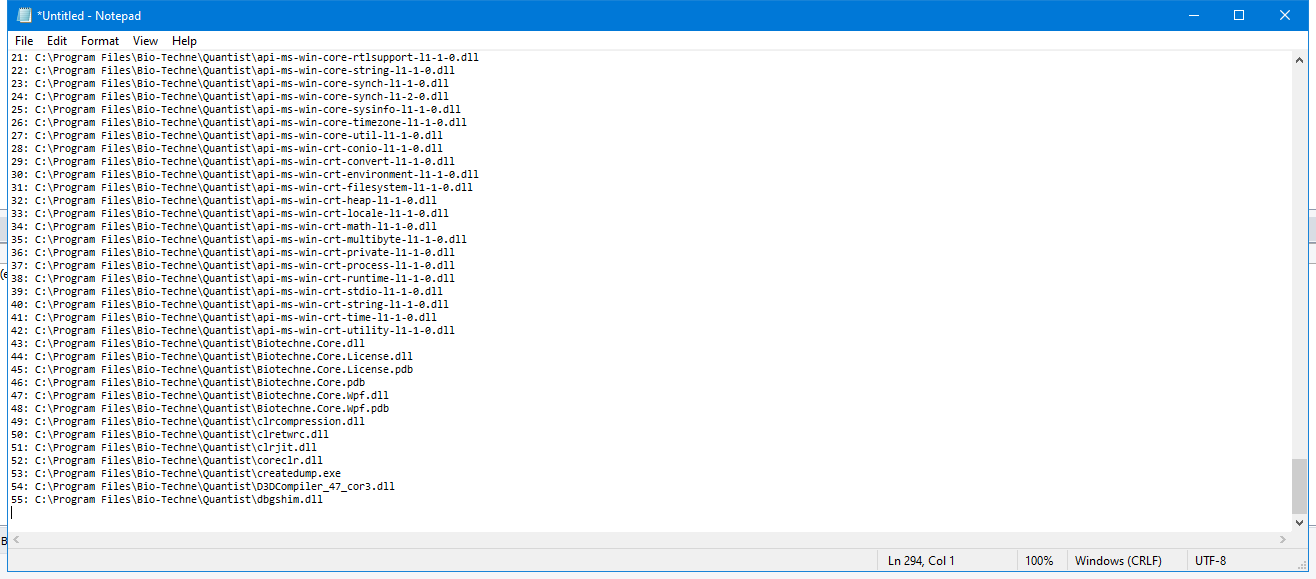 *Untitled - Notepad
File Edit Format View Help
21: C:\Program Files\Bio-Techne\Quantist\api-ms-win-core-rtlsupport-l1-1-0.dll
22: C:\Program Files\Bio-Techne\Quantist\api-ms-win-core-string-l1-1-0.dll
23: C:\Program Files\Bio-Techne\Quantist\api-ms-win-core-synch-l1-1-0.dll
24: C:\Program Files\Bio-Techne\Quantist\api-ms-win-core-synch-l1-2-0.dll
25: C:\Program Files\Bio-Techne\Quantist\api-ms-win-core-sysinfo-l1-1-0.dll
26: C:\Program Files\Bio-Techne\Quantist\api-ms-win-core-timezone-l1-1-0.dll
27: C:\Program Files\Bio-Techne\Quantist\api-ms-win-core-util-l1-1-0.dll
28: C:\Program Files\Bio-Techne\Quantist\api-ms-win-crt-conio-l1-1-0.dll
29: C:\Program Files\Bio-Techne\Quantist\api-ms-win-crt-convert-l1-1-0.dll
30: C:\Program Files\Bio-Techne\Quantist\api-ms-win-crt-environment-l1-1-0.dll
31: C:\Program Files\Bio-Techne\Quantist\api-ms-win-crt-filesystem-l1-1-0.dll
32: C:\Program Files\Bio-Techne\Quantist\api-ms-win-crt-heap-l1-1-0.dll
33: C:\Program Files\Bio-Techne\Quantist\api-ms-win-crt-locale-l1-1-0.dll
34: C:\Program Files\Bio-Techne\Quantist\api-ms-win-crt-math-l1-1-0.dll
35: C:\Program Files\Bio-Techne\Quantist\api-ms-win-crt-multibyte-l1-1-0.dll
36: C:\Program Files\Bio-Techne\Quantist\api-ms-win-crt-private-l1-1-0.dll
37: C:\Program Files\Bio-Techne\Quantist\api-ms-win-crt-process-l1-1-0.dll
38: C:\Program Files\Bio-Techne\Quantist\api-ms-win-crt-runtime-l1-1-0.dll
39: C:\Program Files\Bio-Techne\Quantist\api-ms-win-crt-stdio-l1-1-0.dll
40: C:\Program Files\Bio-Techne\Quantist\api-ms-win-crt-string-l1-1-0.dll
41: C:\Program Files\Bio-Techne\Quantist\api-ms-win-crt-time-l1-1-0.dll
42: C:\Program Files\Bio-Techne\Quantist\api-ms-win-crt-utility-l1-1-0.dll
43: C:\Program Files\Bio-Techne\Quantist\Biotechne.Core.dll
44: C:\Program Files\Bio-Techne\Quantist\Biotechne.Core.License.dll
45: C:\Program Files\Bio-Techne\Quantist\Biotechne.Core.License.pdb
46: C:\Program Files\Bio-Techne\Quantist\Biotechne.Core.pdb
47: C:\Program Files\Bio-Techne\Quantist\Biotechne.Core.Wpf.dll
48: C:\Program Files\Bio-Techne\Quantist\Biotechne.Core.Wpf.pdb
49: C:\Program Files\Bio-Techne\Quantist\clrcompression.dll
50: C:\Program Files\Bio-Techne\Quantist\clretwrc.dll
51: C:\Program Files\Bio-Techne\Quantist\clrjit.dll
52: C:\Program Files\Bio-Techne\Quantist\coreclr.dll
53: C:\Program Files\Bio-Techne\Quantist\createdump.exe
54: C:\Program Files\Bio-Techne\Quantist\D3DCompiler_47_cor3.dll
55: C:\Program Files\Bio-Techne\Quantist\dbgshim.dll
Ln 294, Col 1 100% Windows (CRLF) UTF-8